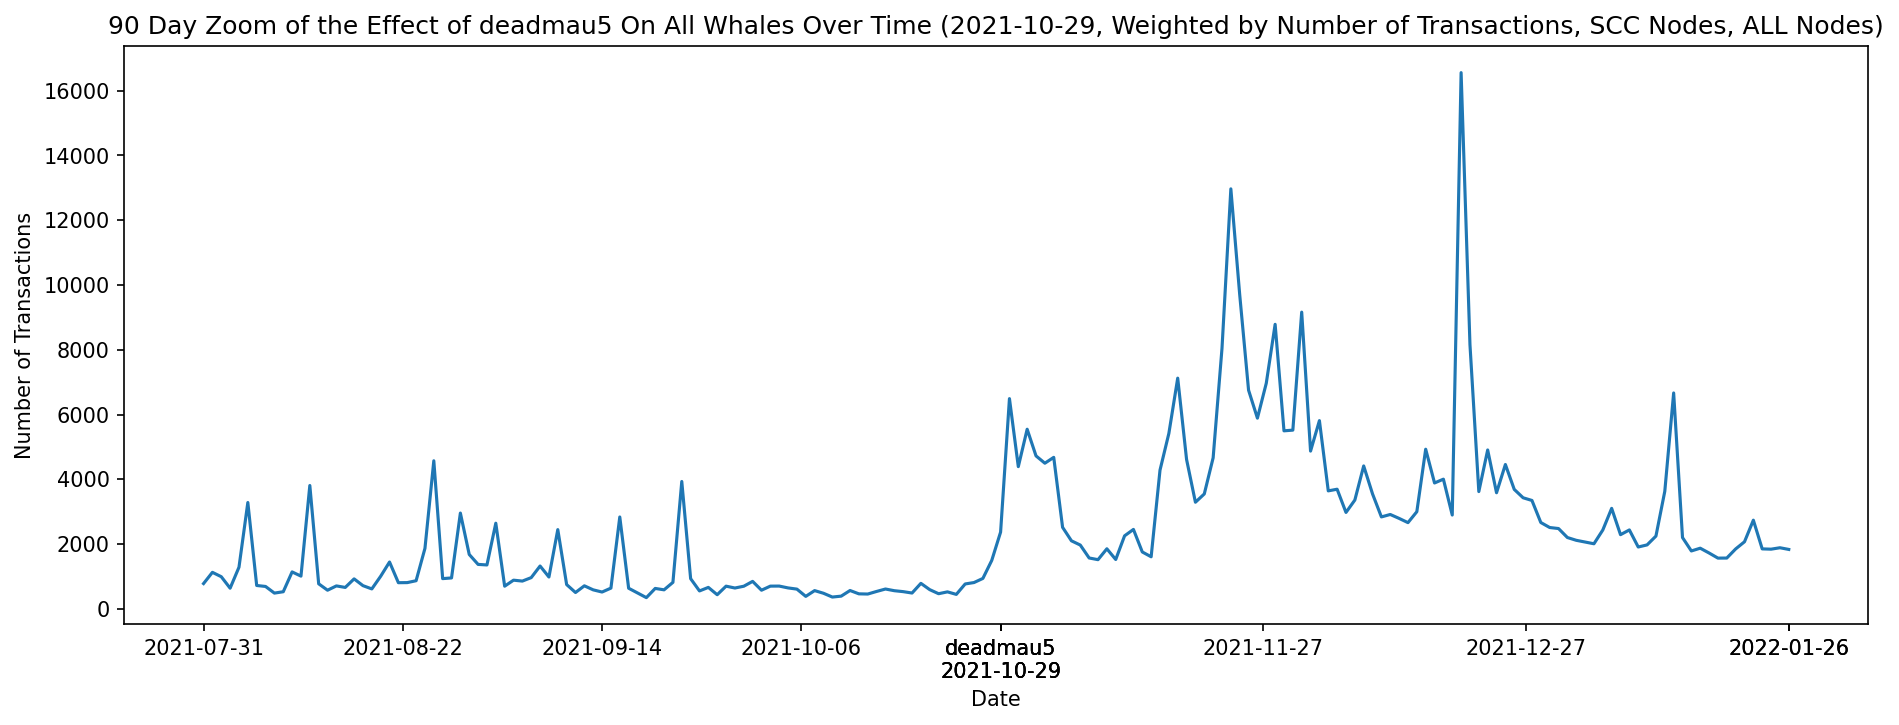 90 Day Zoom of the Effect of deadmau5 On All Whales Over Time (2021-10-29, Weighted by Number of Transactions, SCC Nodes, ALL Nodes)
Number of Transactions
16000
14000
12000
10000
8000
6000
4000
2000
0
2021-07-31 2021-08-22 2021-09-14 2021-10-06 deadmau5 2021-11-27 2021-12-27 2022-01-26
2021-10-29
Date